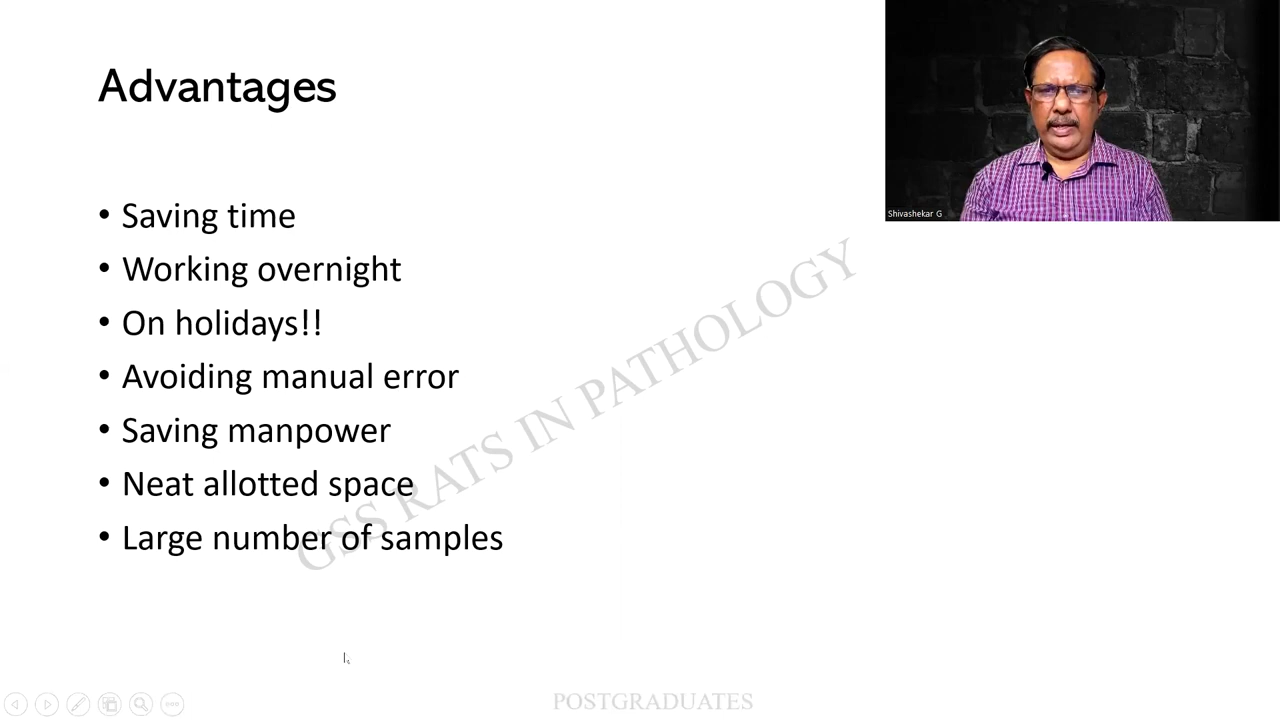 Advantages
Shivashekar G
• Saving time
• Working overnight
• On holidays!!
• Avoiding manual error
• Saving manpower
• Neat allotted space
• Large number of samples
GSS RATS IN PATHOLOGY
POSTGRADUATES